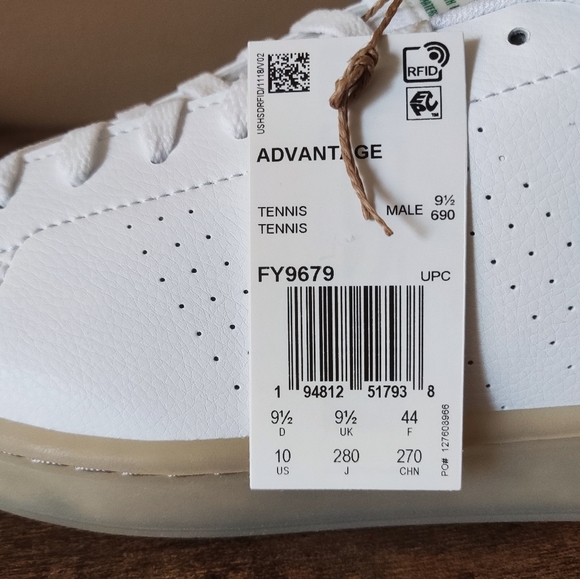 USHSDRFID/1118/V02
RFID
EPC
ADVANTAGE
TENNIS
TENNIS
MALE 9½
690
FY9679
UPC
1 94812 51793 8
9½ 9½ 44
D UK F
10 280 270
US J CHN
PO# 127603966